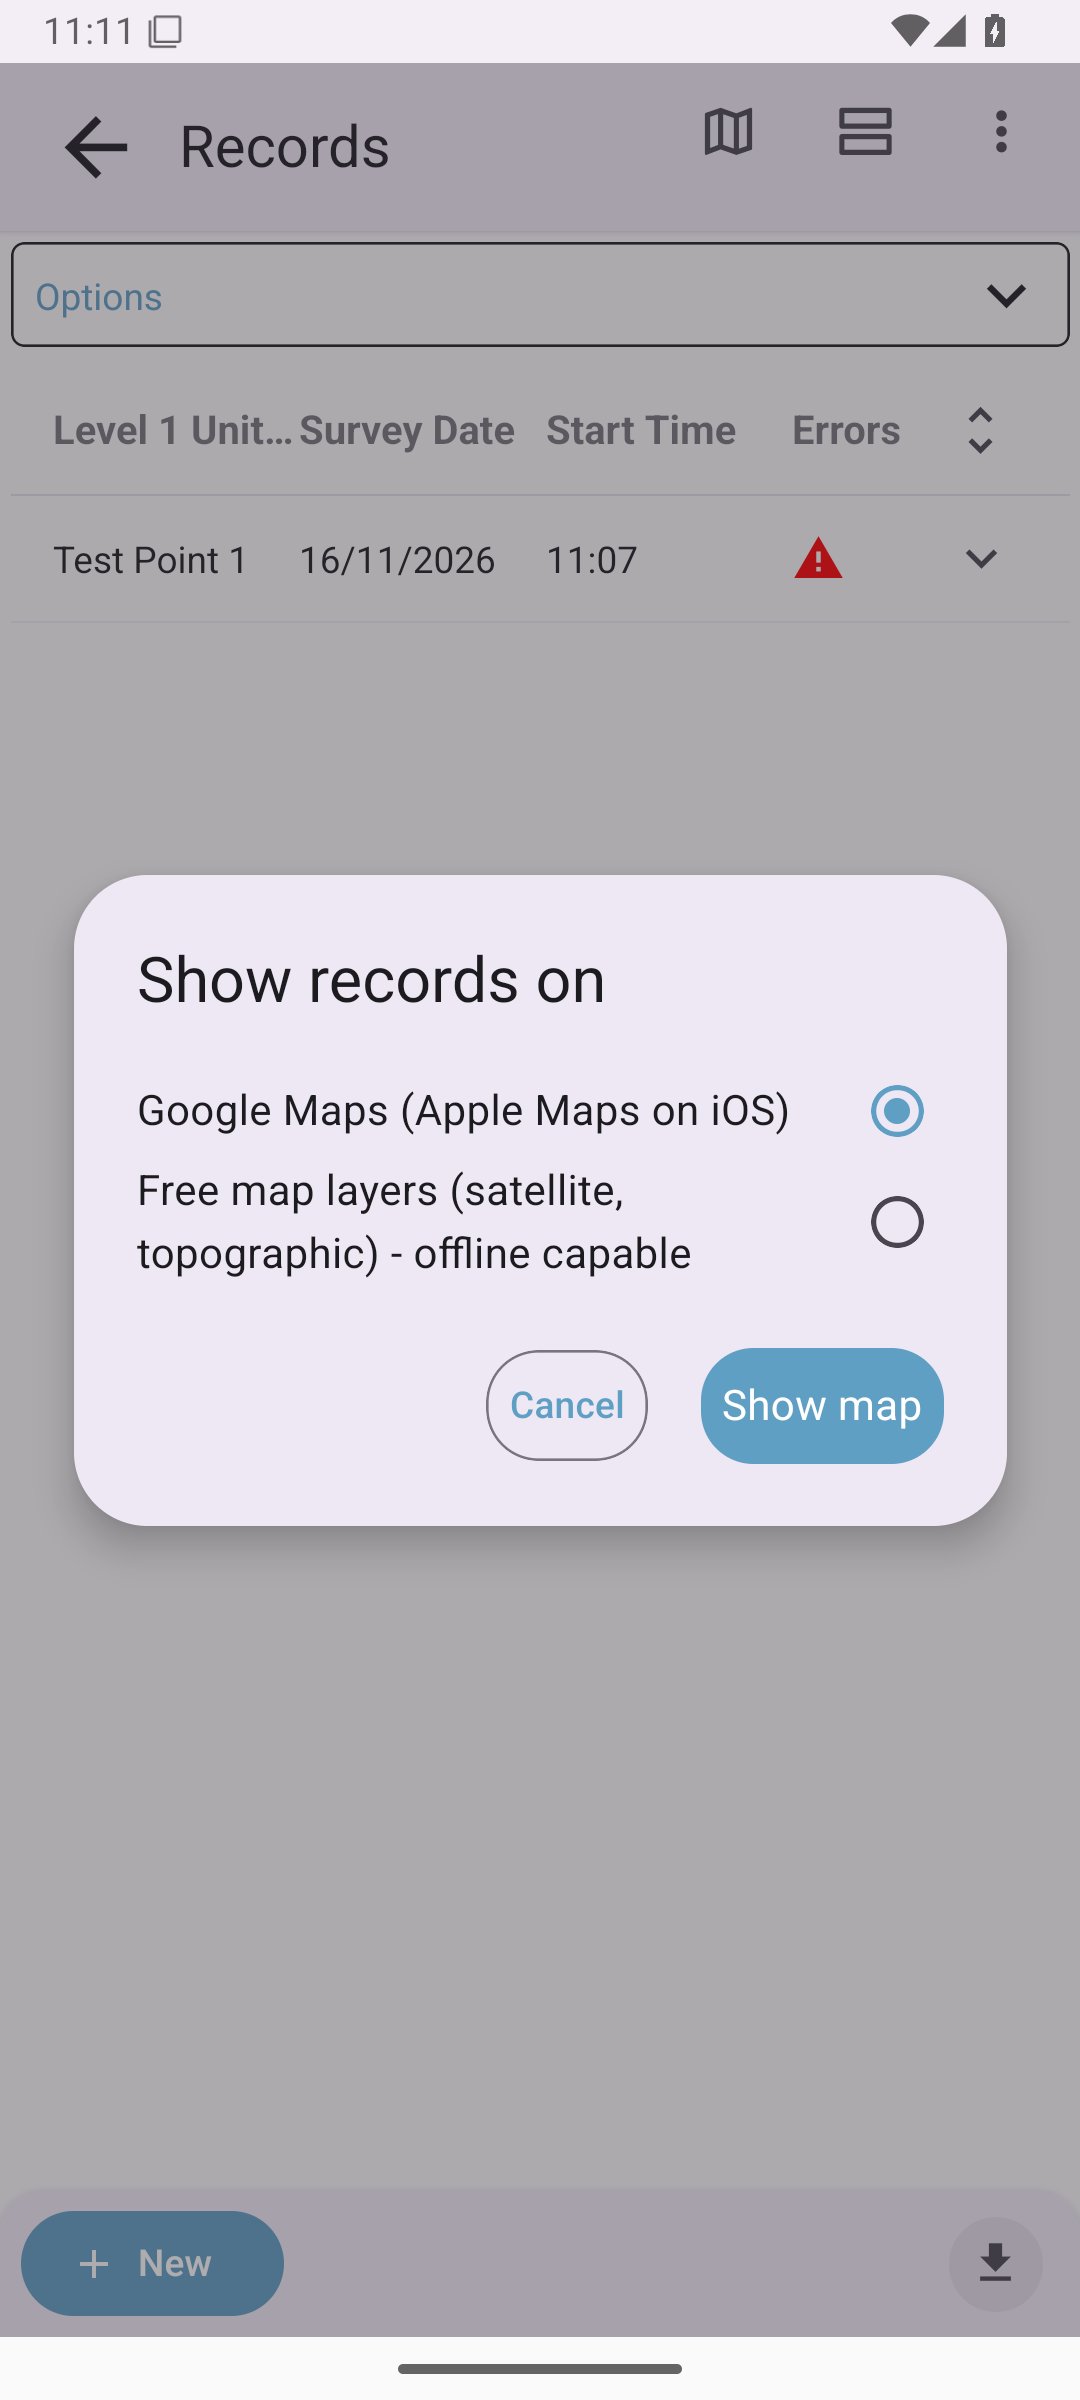 11:11
Records
Options
Level 1 Unit... Survey Date Start Time Errors
Test Point 1 16/11/2026 11:07
Show records on
Google Maps (Apple Maps on iOS)
Free map layers (satellite,
topographic) - offline capable
Cancel Show map
New